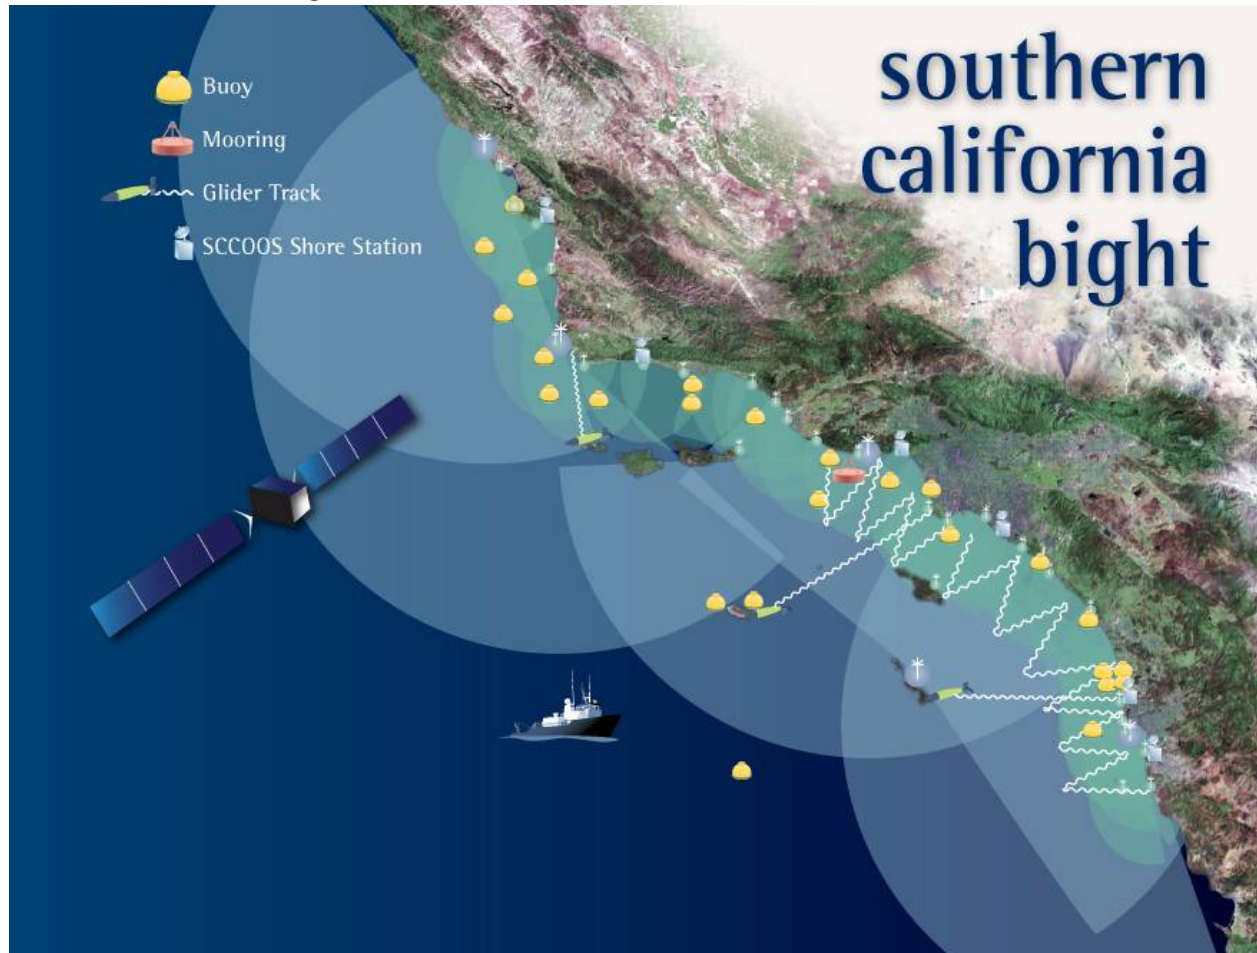 southern
california
bight
Buoy
Mooring
Glider Track
SCCOOS Shore Station